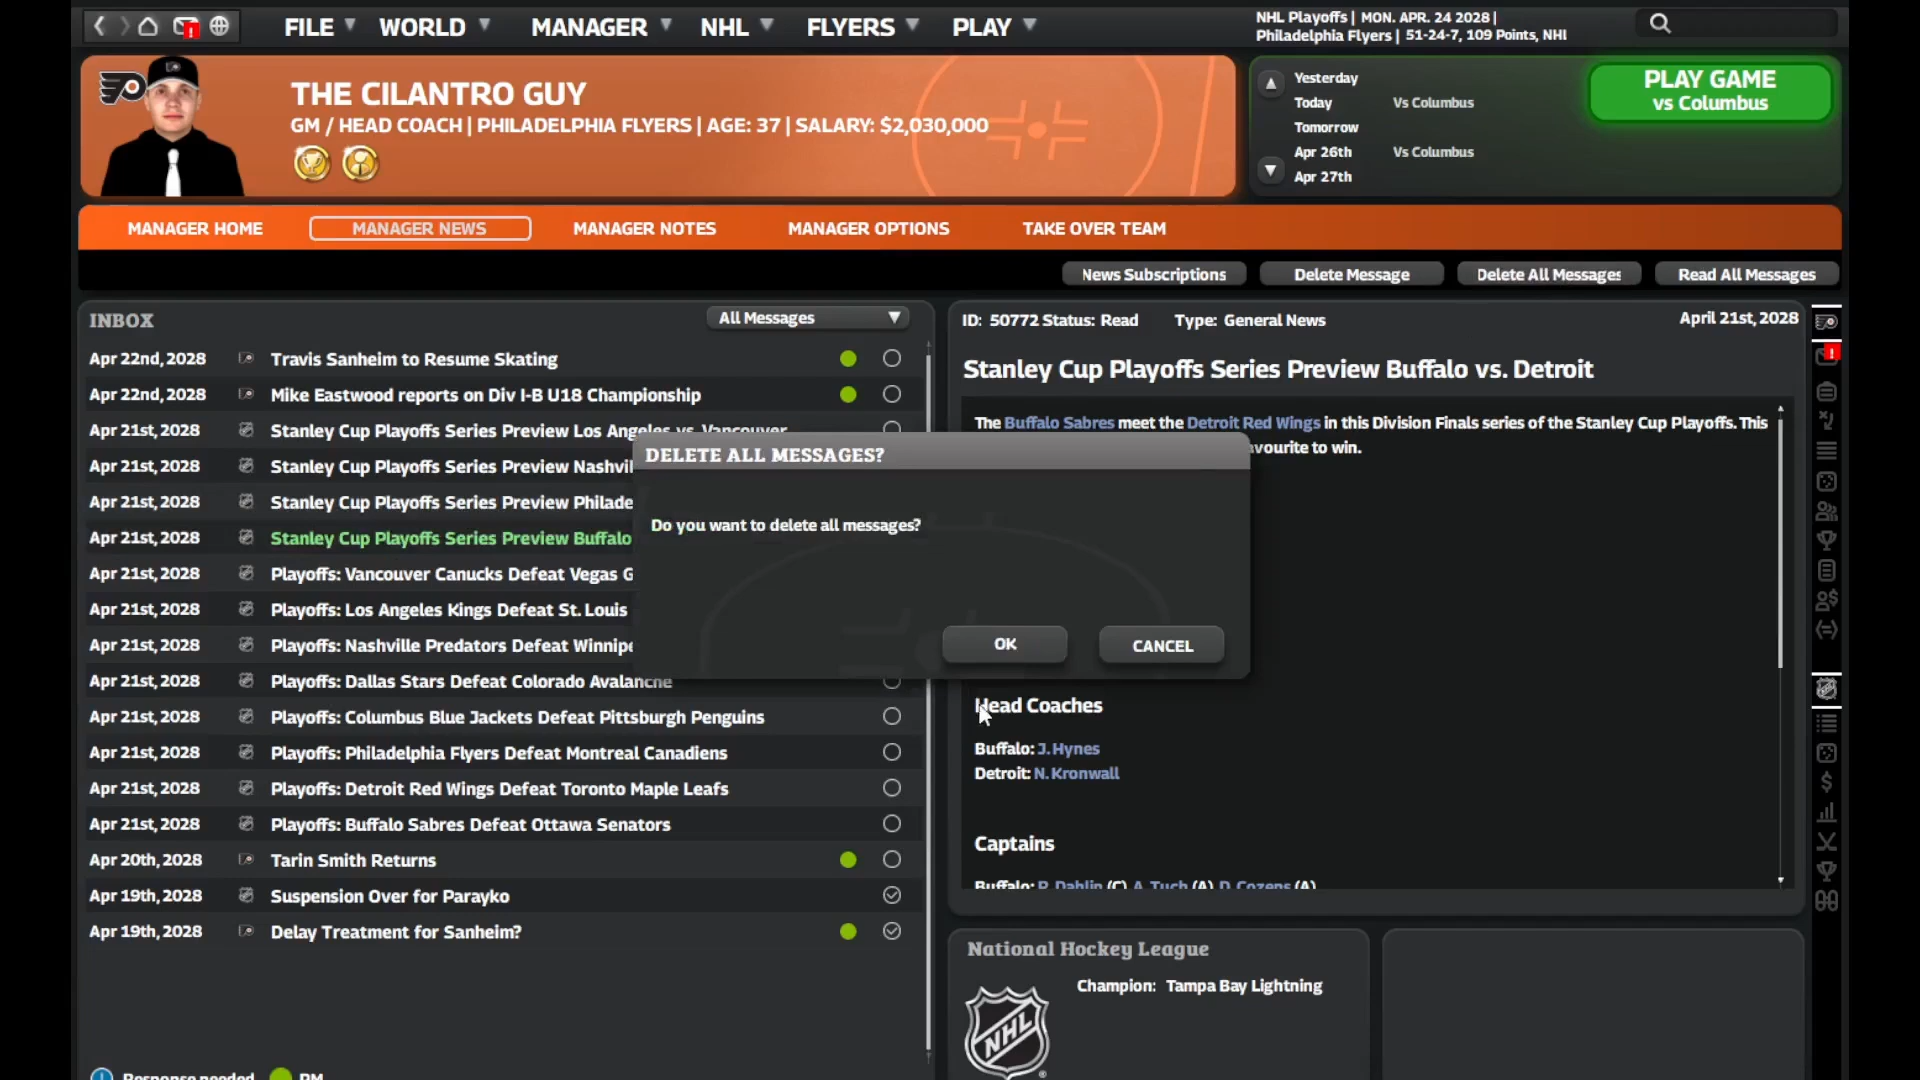 FILE WORLD MANAGER NHL FLYERS PLAY
NHL Playoffs | MON. APR. 24 2028 |
Philadelphia Flyers | 51-24-7, 109 Points, NHI
THE CILANTRO GUY
GM / HEAD COACH | PHILADELPHIA FLYERS | AGE: 37 | SALARY: $2,030,000
Yesterday
Today Vs Columbus
Tomorrow
Apr 26th Vs Columbus
Apr 27th
PLAY GAME
vs Columbus
MANAGER HOME MANAGER NEWS MANAGER NOTES MANAGER OPTIONS TAKE OVER TEAM
News Subscriptions Delete Message Delete All Messages Read All Messages
INBOX All Messages
Apr 22nd, 2028 Travis Sanheim to Resume Skating
Apr 22nd, 2028 Mike Eastwood reports on Div I-B U18 Championship
Apr 21st, 2028 Stanley Cup Playoffs Series Preview Los Angeles vs. Vancouver
Apr 21st, 2028 Stanley Cup Playoffs Series Preview Nashvil
Apr 21st, 2028 Stanley Cup Playoffs Series Preview Philade
Apr 21st, 2028 Stanley Cup Playoffs Series Preview Buffalo
Apr 21st, 2028 Playoffs: Vancouver Canucks Defeat Vegas G
Apr 21st, 2028 Playoffs: Los Angeles Kings Defeat St. Louis
Apr 21st, 2028 Playoffs: Nashville Predators Defeat Winnipe
Apr 21st, 2028 Playoffs: Dallas Stars Defeat Colorado Avalanche
Apr 21st, 2028 Playoffs: Columbus Blue Jackets Defeat Pittsburgh Penguins
Apr 21st, 2028 Playoffs: Philadelphia Flyers Defeat Montreal Canadiens
Apr 21st, 2028 Playoffs: Detroit Red Wings Defeat Toronto Maple Leafs
Apr 21st, 2028 Playoffs: Buffalo Sabres Defeat Ottawa Senators
Apr 20th, 2028 Tarin Smith Returns
Apr 19th, 2028 Suspension Over for Parayko
Apr 19th, 2028 Delay Treatment for Sanheim?
Response needed PM
DELETE ALL MESSAGES?
Do you want to delete all messages?
OK CANCEL
ID: 50772 Status: Read Type: General News April 21st, 2028
Stanley Cup Playoffs Series Preview Buffalo vs. Detroit
The Buffalo Sabres meet the Detroit Red Wings in this Division Finals series of the Stanley Cup Playoffs. This
avourite to win.
Head Coaches
Buffalo: J. Hynes
Detroit: N. Kronwall
Captains
Buffalo: R. Dahlin (C) A. Tuch (A) D. Cozens (A)
National Hockey League
Champion: Tampa Bay Lightning
NHL